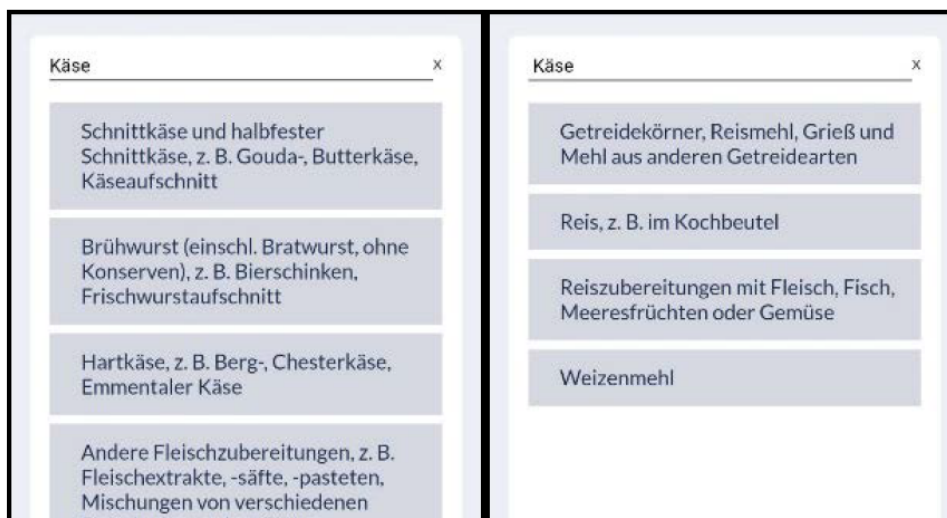 Käse x
Schnittkäse und halbfester
Schnittkäse, z. B. Gouda-, Butterkäse,
Käseaufschnitt
Brühwurst (einschl. Bratwurst, ohne
Konserven), z. B. Bierschinken,
Frischwurstaufschnitt
Hartkäse, z. B. Berg-, Chesterkäse,
Emmentaler Käse
Andere Fleischzubereitungen, z. B.
Fleischextrakte, -säfte, -pasteten,
Mischungen von verschiedenen
Käse x
Getreidekörner, Reismehl, Grieß und
Mehl aus anderen Getreidearten
Reis, z. B. im Kochbeutel
Reiszubereitungen mit Fleisch, Fisch,
Meeresfrüchten oder Gemüse
Weizenmehl